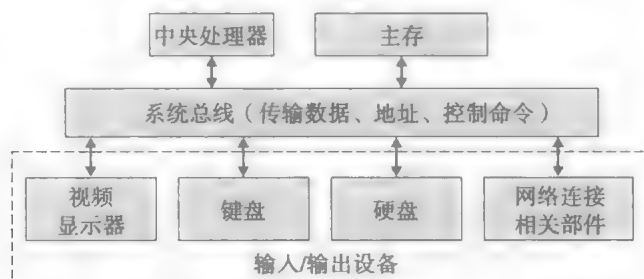 中央处理器
主存
系统总线（传输数据、地址、控制命令）
视频
显示器
键盘
硬盘
网络连接
相关部件
输入/输出设备